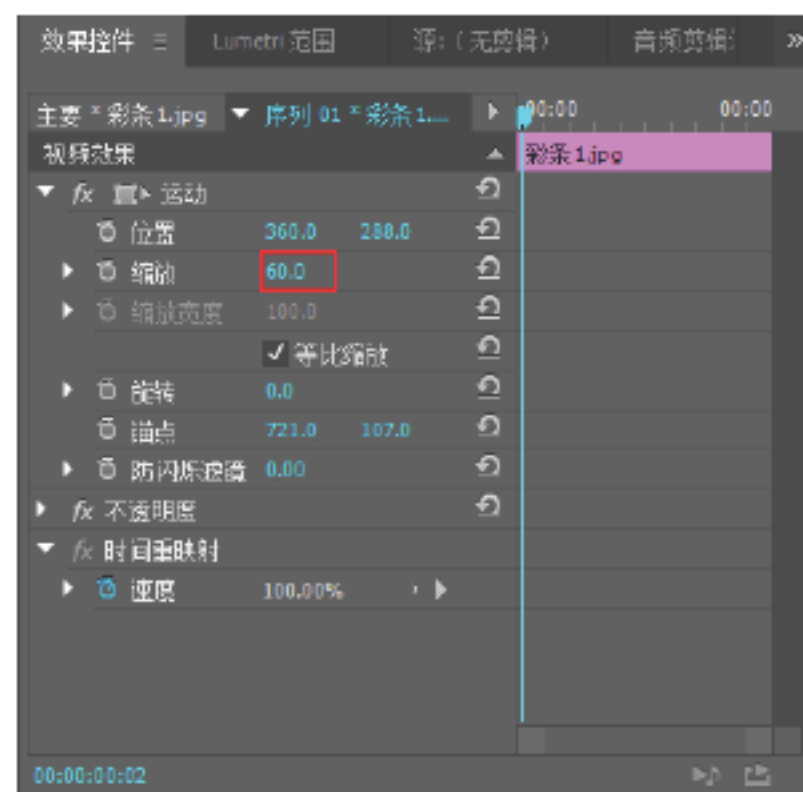 效果控件 Lumetri 范围 源:(无剪辑) 音频剪辑 »
主要 * 彩条1.jpg 序列 01 * 彩条1.... 00:00 00:00
视频效果 彩条1.jpg
fx 运动
位置 360.0 288.0
缩放 60.0
缩放宽度 100.0
等比缩放
旋转 0.0
锚点 721.0 107.0
防闪烁滤镜 0.00
fx 不透明度
fx 时间重映射
速度 100.00%
00:00:00:02